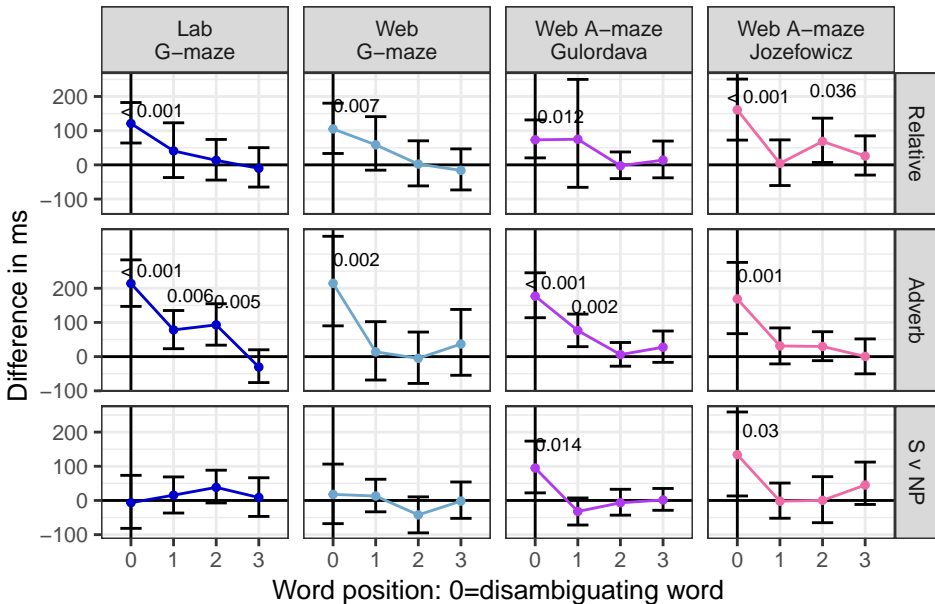 Lab
G−maze
Web
G−maze
Web A−maze
Gulordava
Web A−maze
Jozefowicz
Difference in ms
200
100
0
−100
< 0.001
0.007
0.012
< 0.001
0.036
Relative
200
100
0
−100
< 0.001
0.006
0.005
0.002
< 0.001
0.002
0.001
Adverb
200
100
0
−100
0.014
0.03
S v NP
0 1 2 3
0 1 2 3
0 1 2 3
0 1 2 3
Word position: 0=disambiguating word